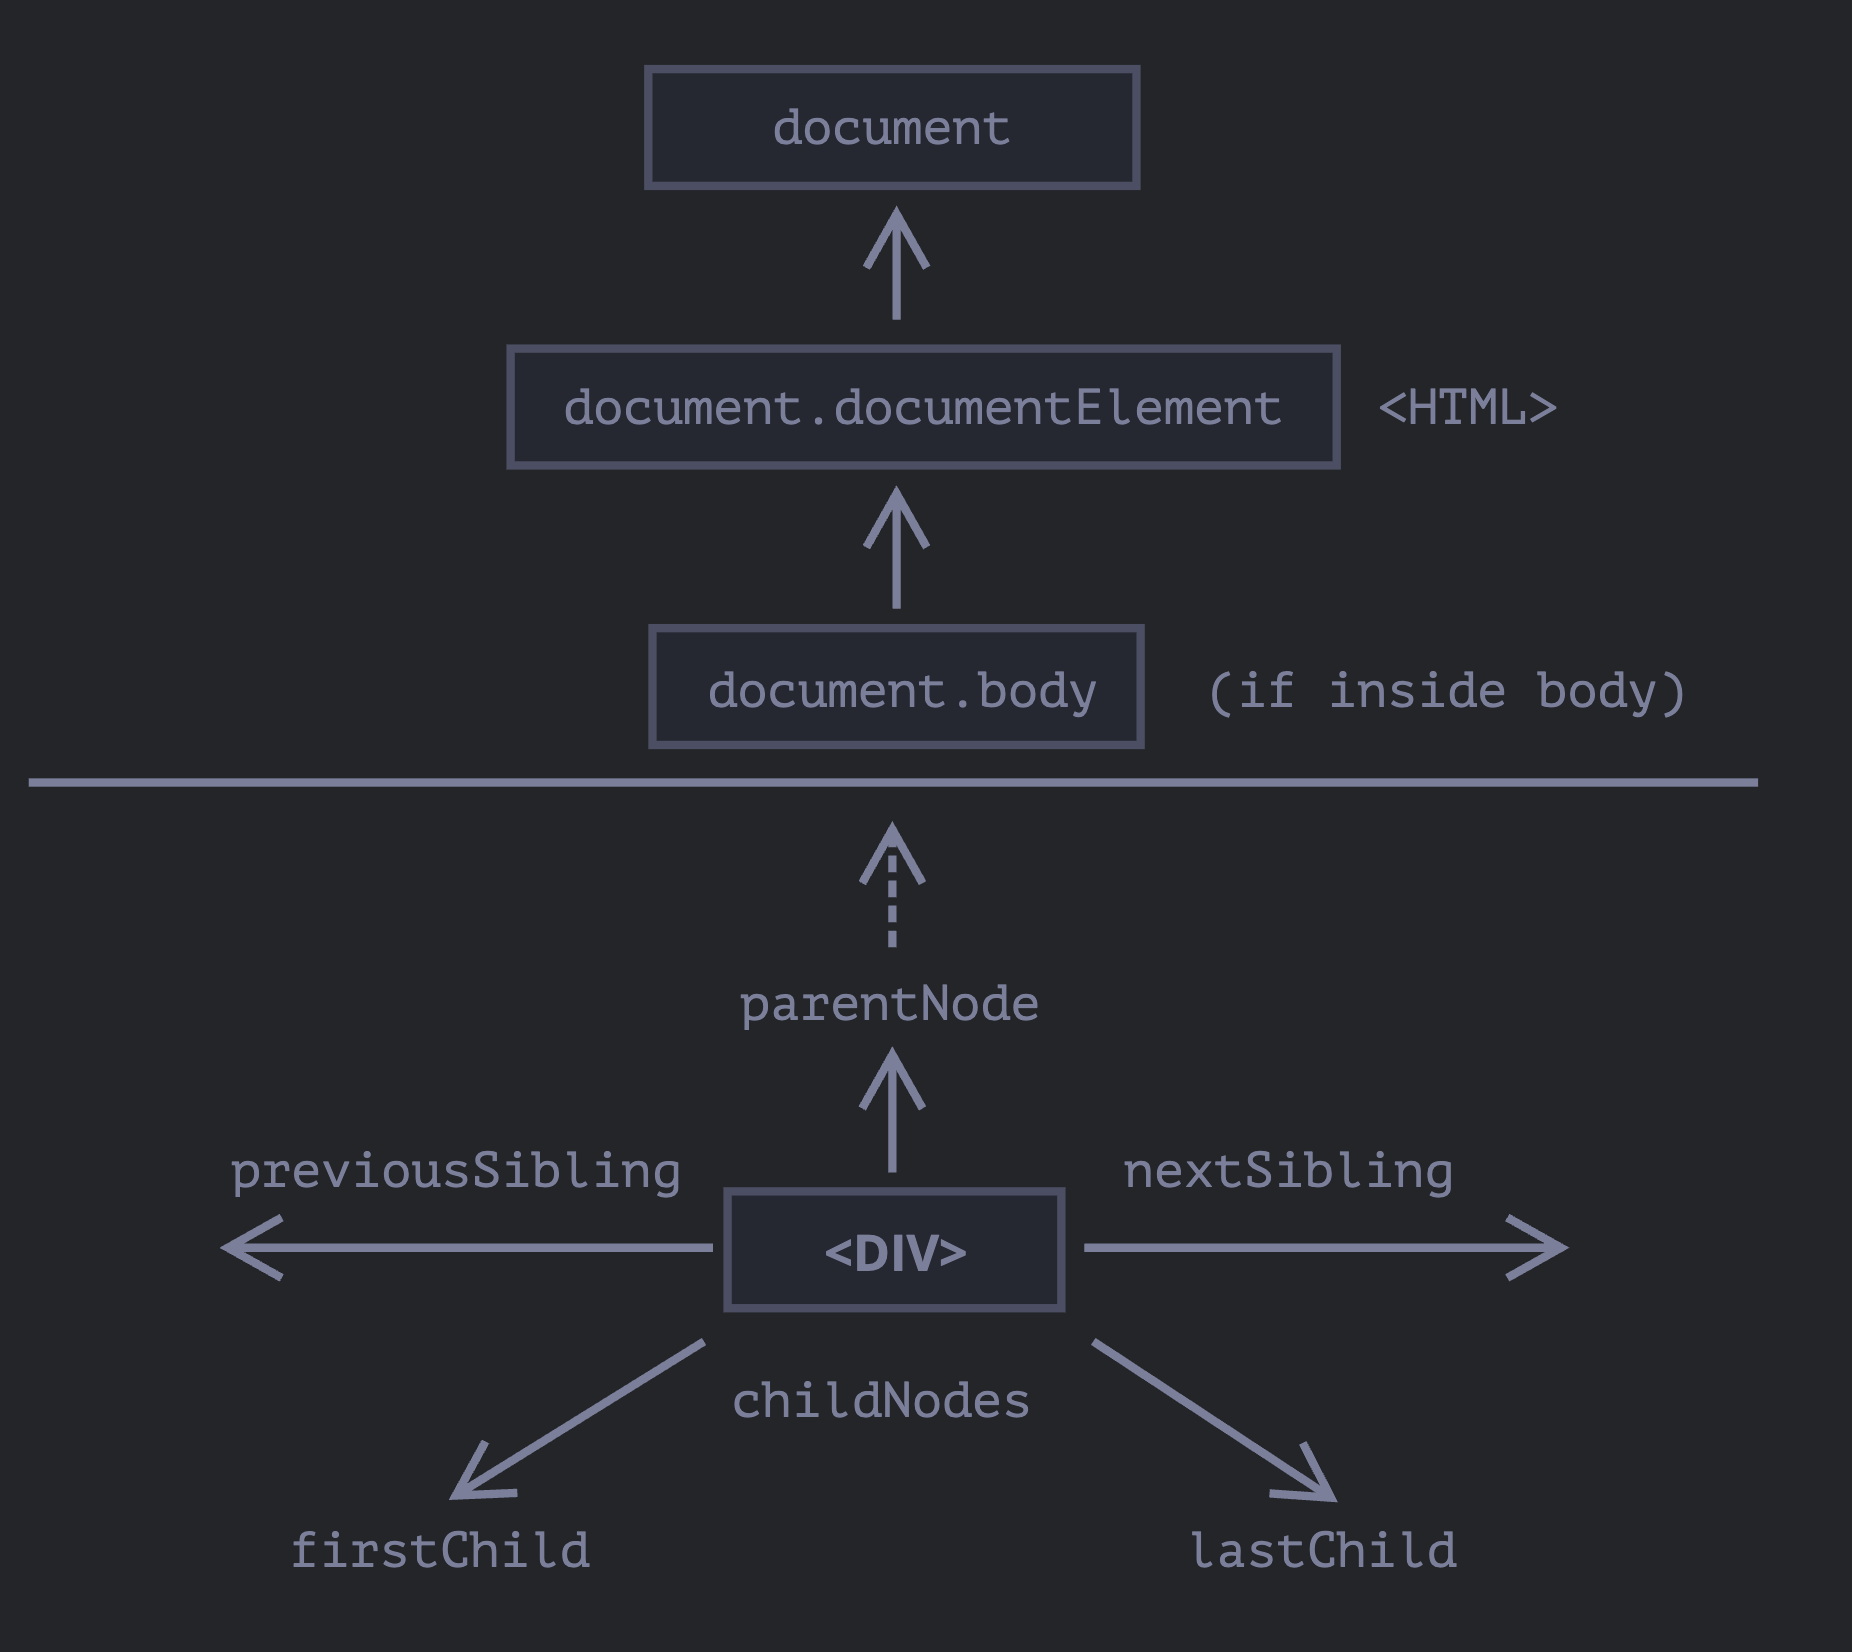 document
document.documentElement <HTML>
document.body (if inside body)
parentNode
previousSibling nextSibling
<DIV>
childNodes
firstChild lastChild